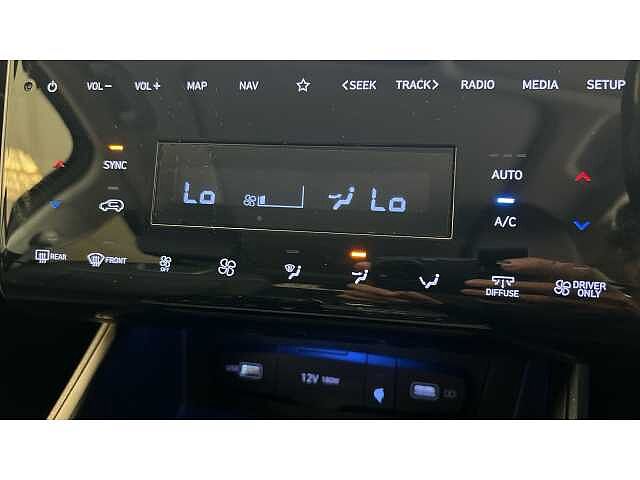 VOL− VOL+ MAP NAV ☆ <SEEK TRACK> RADIO MEDIA SETUP
SYNC
AUTO
Lo Lo
A/C
REAR FRONT OFF
DIFFUSE DRIVER
ONLY
12V 180W